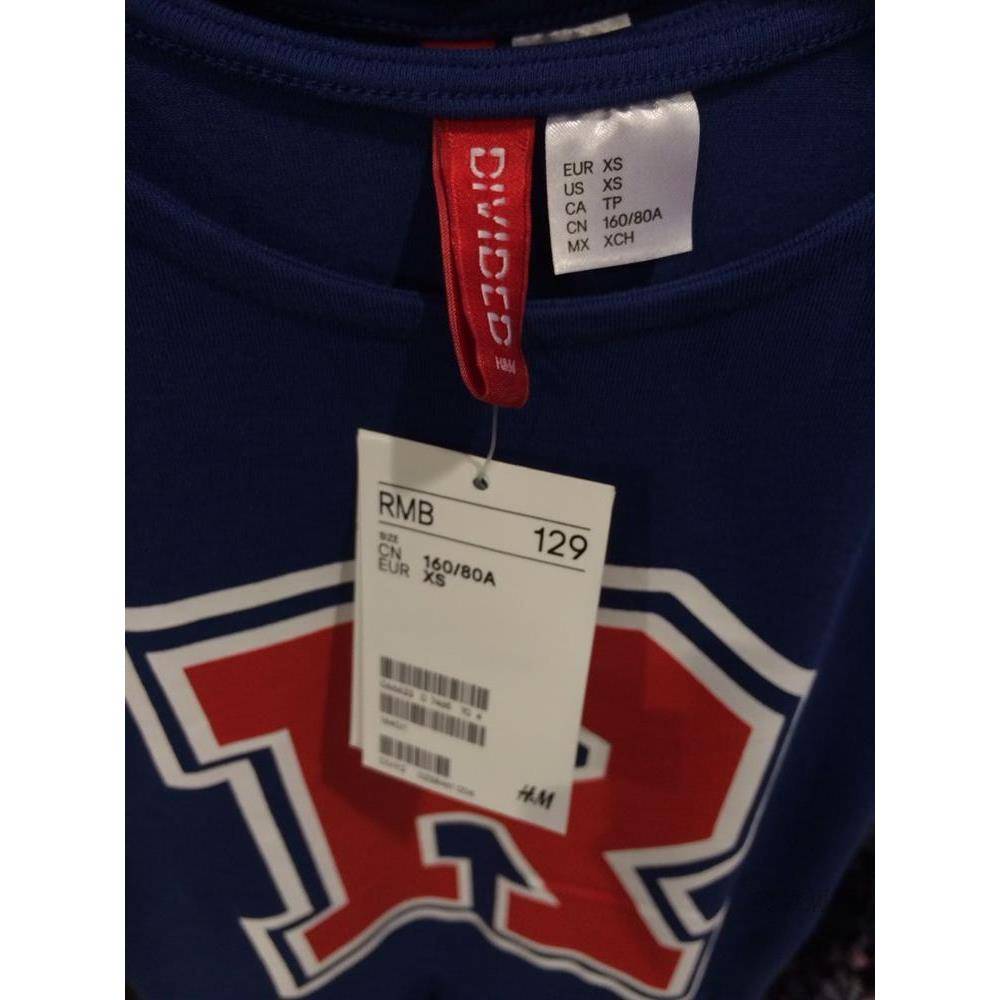 DIVIDED
H&M
EUR XS
US XS
CA TP
CN 160/80A
MX XCH
RMB 129
SIZE
CN 160/80A
EUR XS
H&M
R